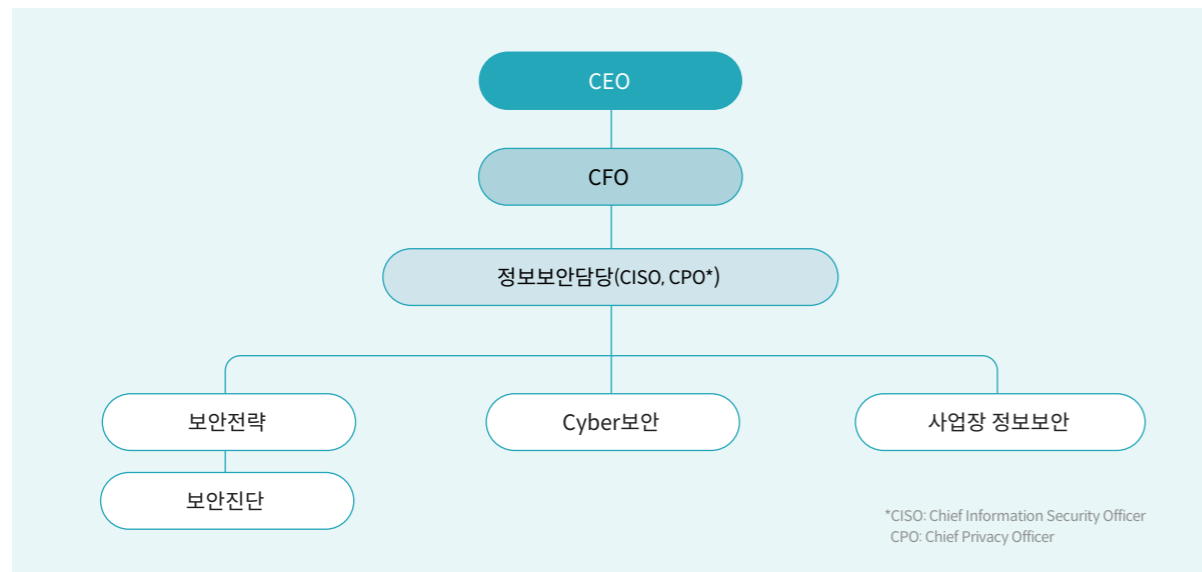 CEO
CFO
정보보안담당(CISO, CPO*)
보안전략
Cyber보안
사업장 정보보안
보안진단
*CISO: Chief Information Security Officer
CPO: Chief Privacy Officer